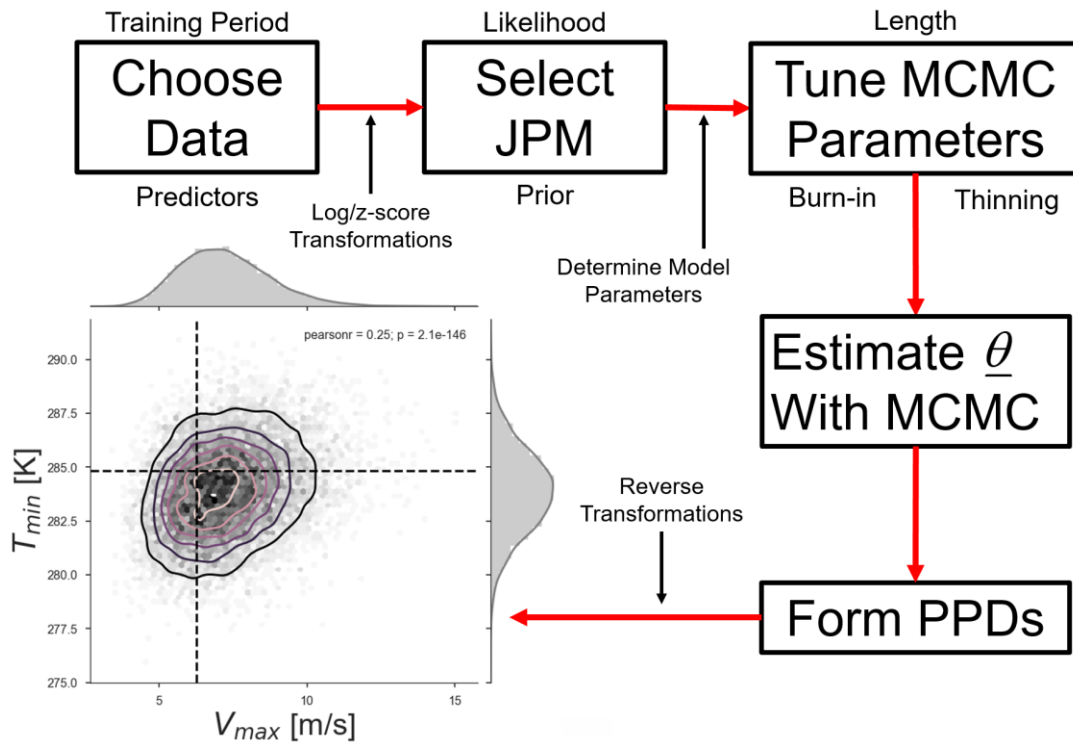 Training Period
Choose
Data
Predictors
Log/z-score
Transformations
Likelihood
Select
JPM
Prior
Determine Model
Parameters
Length
Tune MCMC
Parameters
Burn-in
Thinning
Estimate θ
With MCMC
Form PPDs
Reverse
Transformations
pearsonr = 0.25; p = 2.1e-146
T_min [K]
290.0
287.5
285.0
282.5
280.0
277.5
275.0
5 10 15
V_max [m/s]